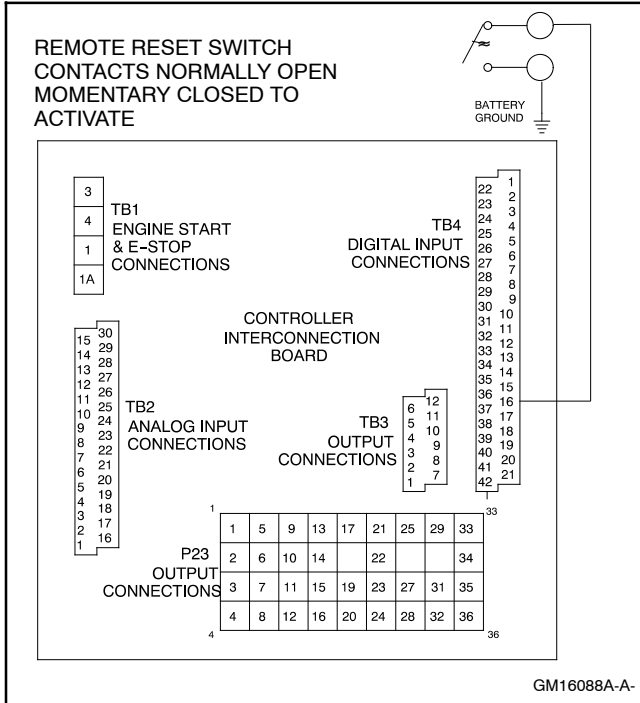 REMOTE RESET SWITCH
CONTACTS NORMALLY OPEN
MOMENTARY CLOSED TO
ACTIVATE
BATTERY
GROUND
3
4
1
1A
TB1
ENGINE START
& E-STOP
CONNECTIONS
TB4
DIGITAL INPUT
CONNECTIONS
22
23
24
25
26
27
28
29
30
31
32
33
34
35
36
37
38
39
40
41
42
1
2
3
4
5
6
7
8
9
10
11
12
13
14
15
16
17
18
19
20
21
CONTROLLER
INTERCONNECTION
BOARD
15
14
13
12
11
10
9
8
7
6
5
4
3
2
1
30
29
28
27
26
25
24
23
22
21
20
19
18
17
16
TB2
ANALOG INPUT
CONNECTIONS
TB3
OUTPUT
CONNECTIONS
6
5
4
3
2
1
12
11
10
9
8
7
P23
OUTPUT
CONNECTIONS
1
33
1 5 9 13 17 21 25 29 33
2 6 10 14 22 34
3 7 11 15 19 23 27 31 35
4 8 12 16 20 24 28 32 36
4
36
GM16088A-A-